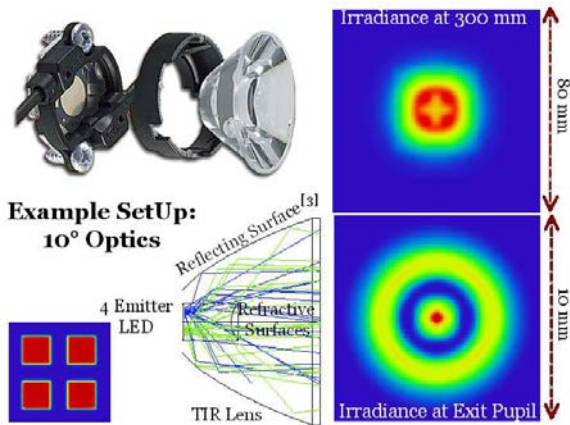 Irradiance at 300 mm
80 mm
Example SetUp:
10° Optics
[3]
Reflecting Surface
4 Emitter
LED
Refractive
Surfaces
TIR Lens
10 mm
Irradiance at Exit Pupil